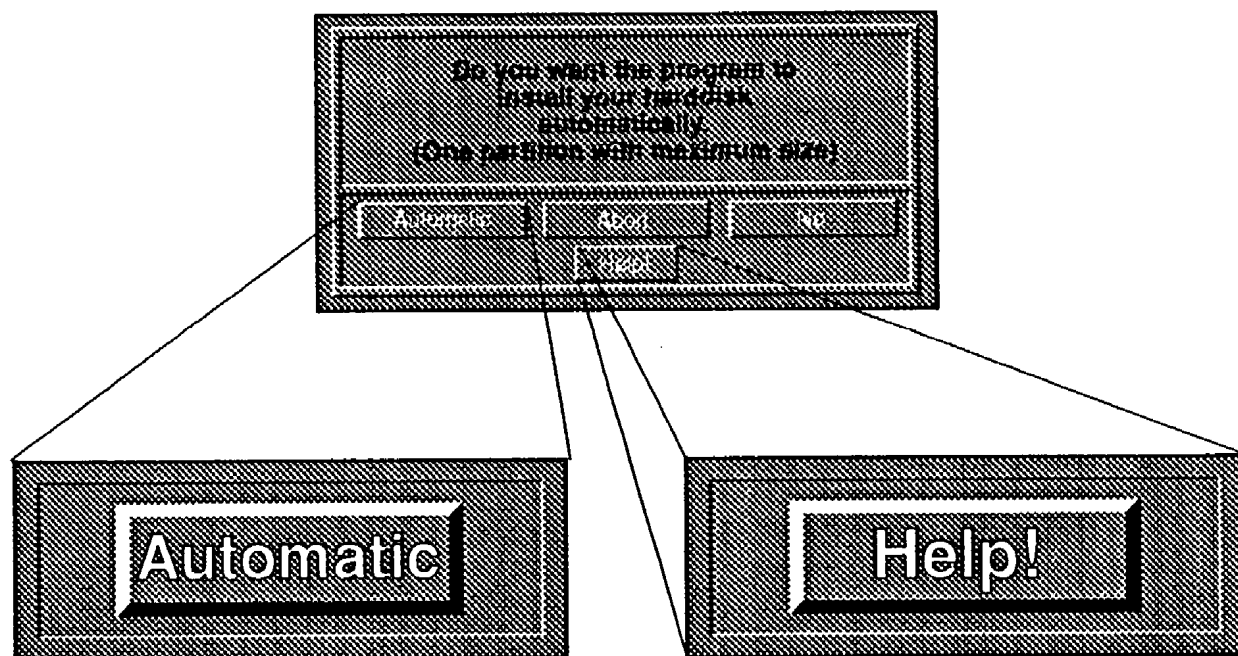 Do you want the program to
install your harddisk
automatically.
(One partition with maximum size)
Automatic Abort No
Help!
Automatic Help!